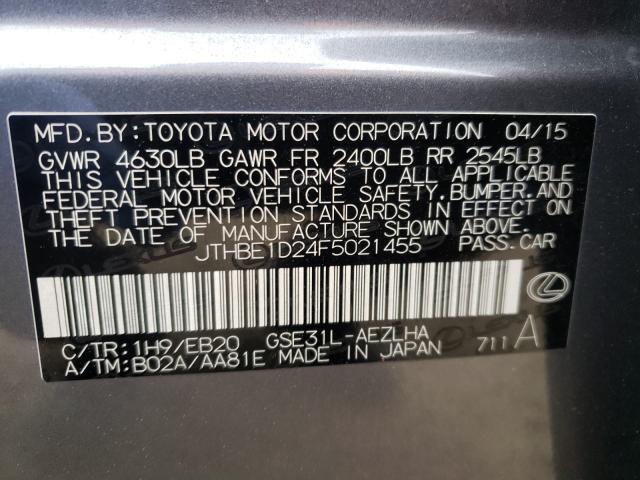 MFD.BY:TOYOTA MOTOR CORPORATION 04/15
GVWR 4630LB GAWR FR 2400LB RR 2545LB
THIS VEHICLE CONFORMS TO ALL APPLICABLE
FEDERAL MOTOR VEHICLE SAFETY,BUMPER,AND
THEFT PREVENTION STANDARDS IN EFFECT ON
THE DATE OF MANUFACTURE SHOWN ABOVE.
JTHBE1D24F5021455 PASS.CAR
C/TR:1H9/EB20 GSE31L-AEZLHA
A/TM:B02A/AA81E MADE IN JAPAN 711A